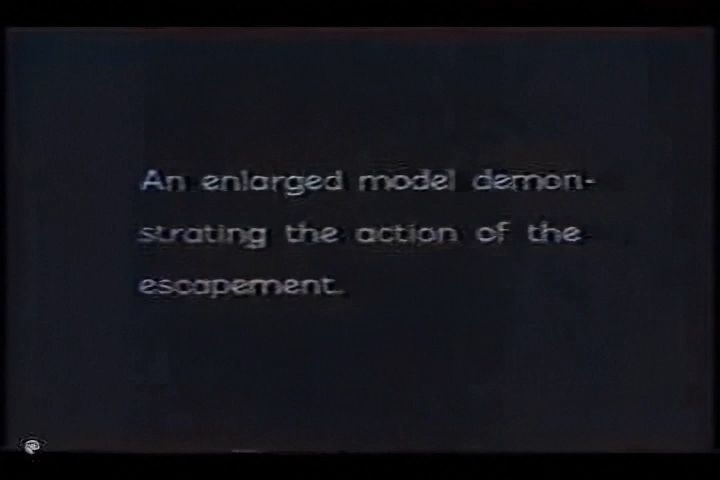 An enlarged model demon-
strating the action of the
escapement.